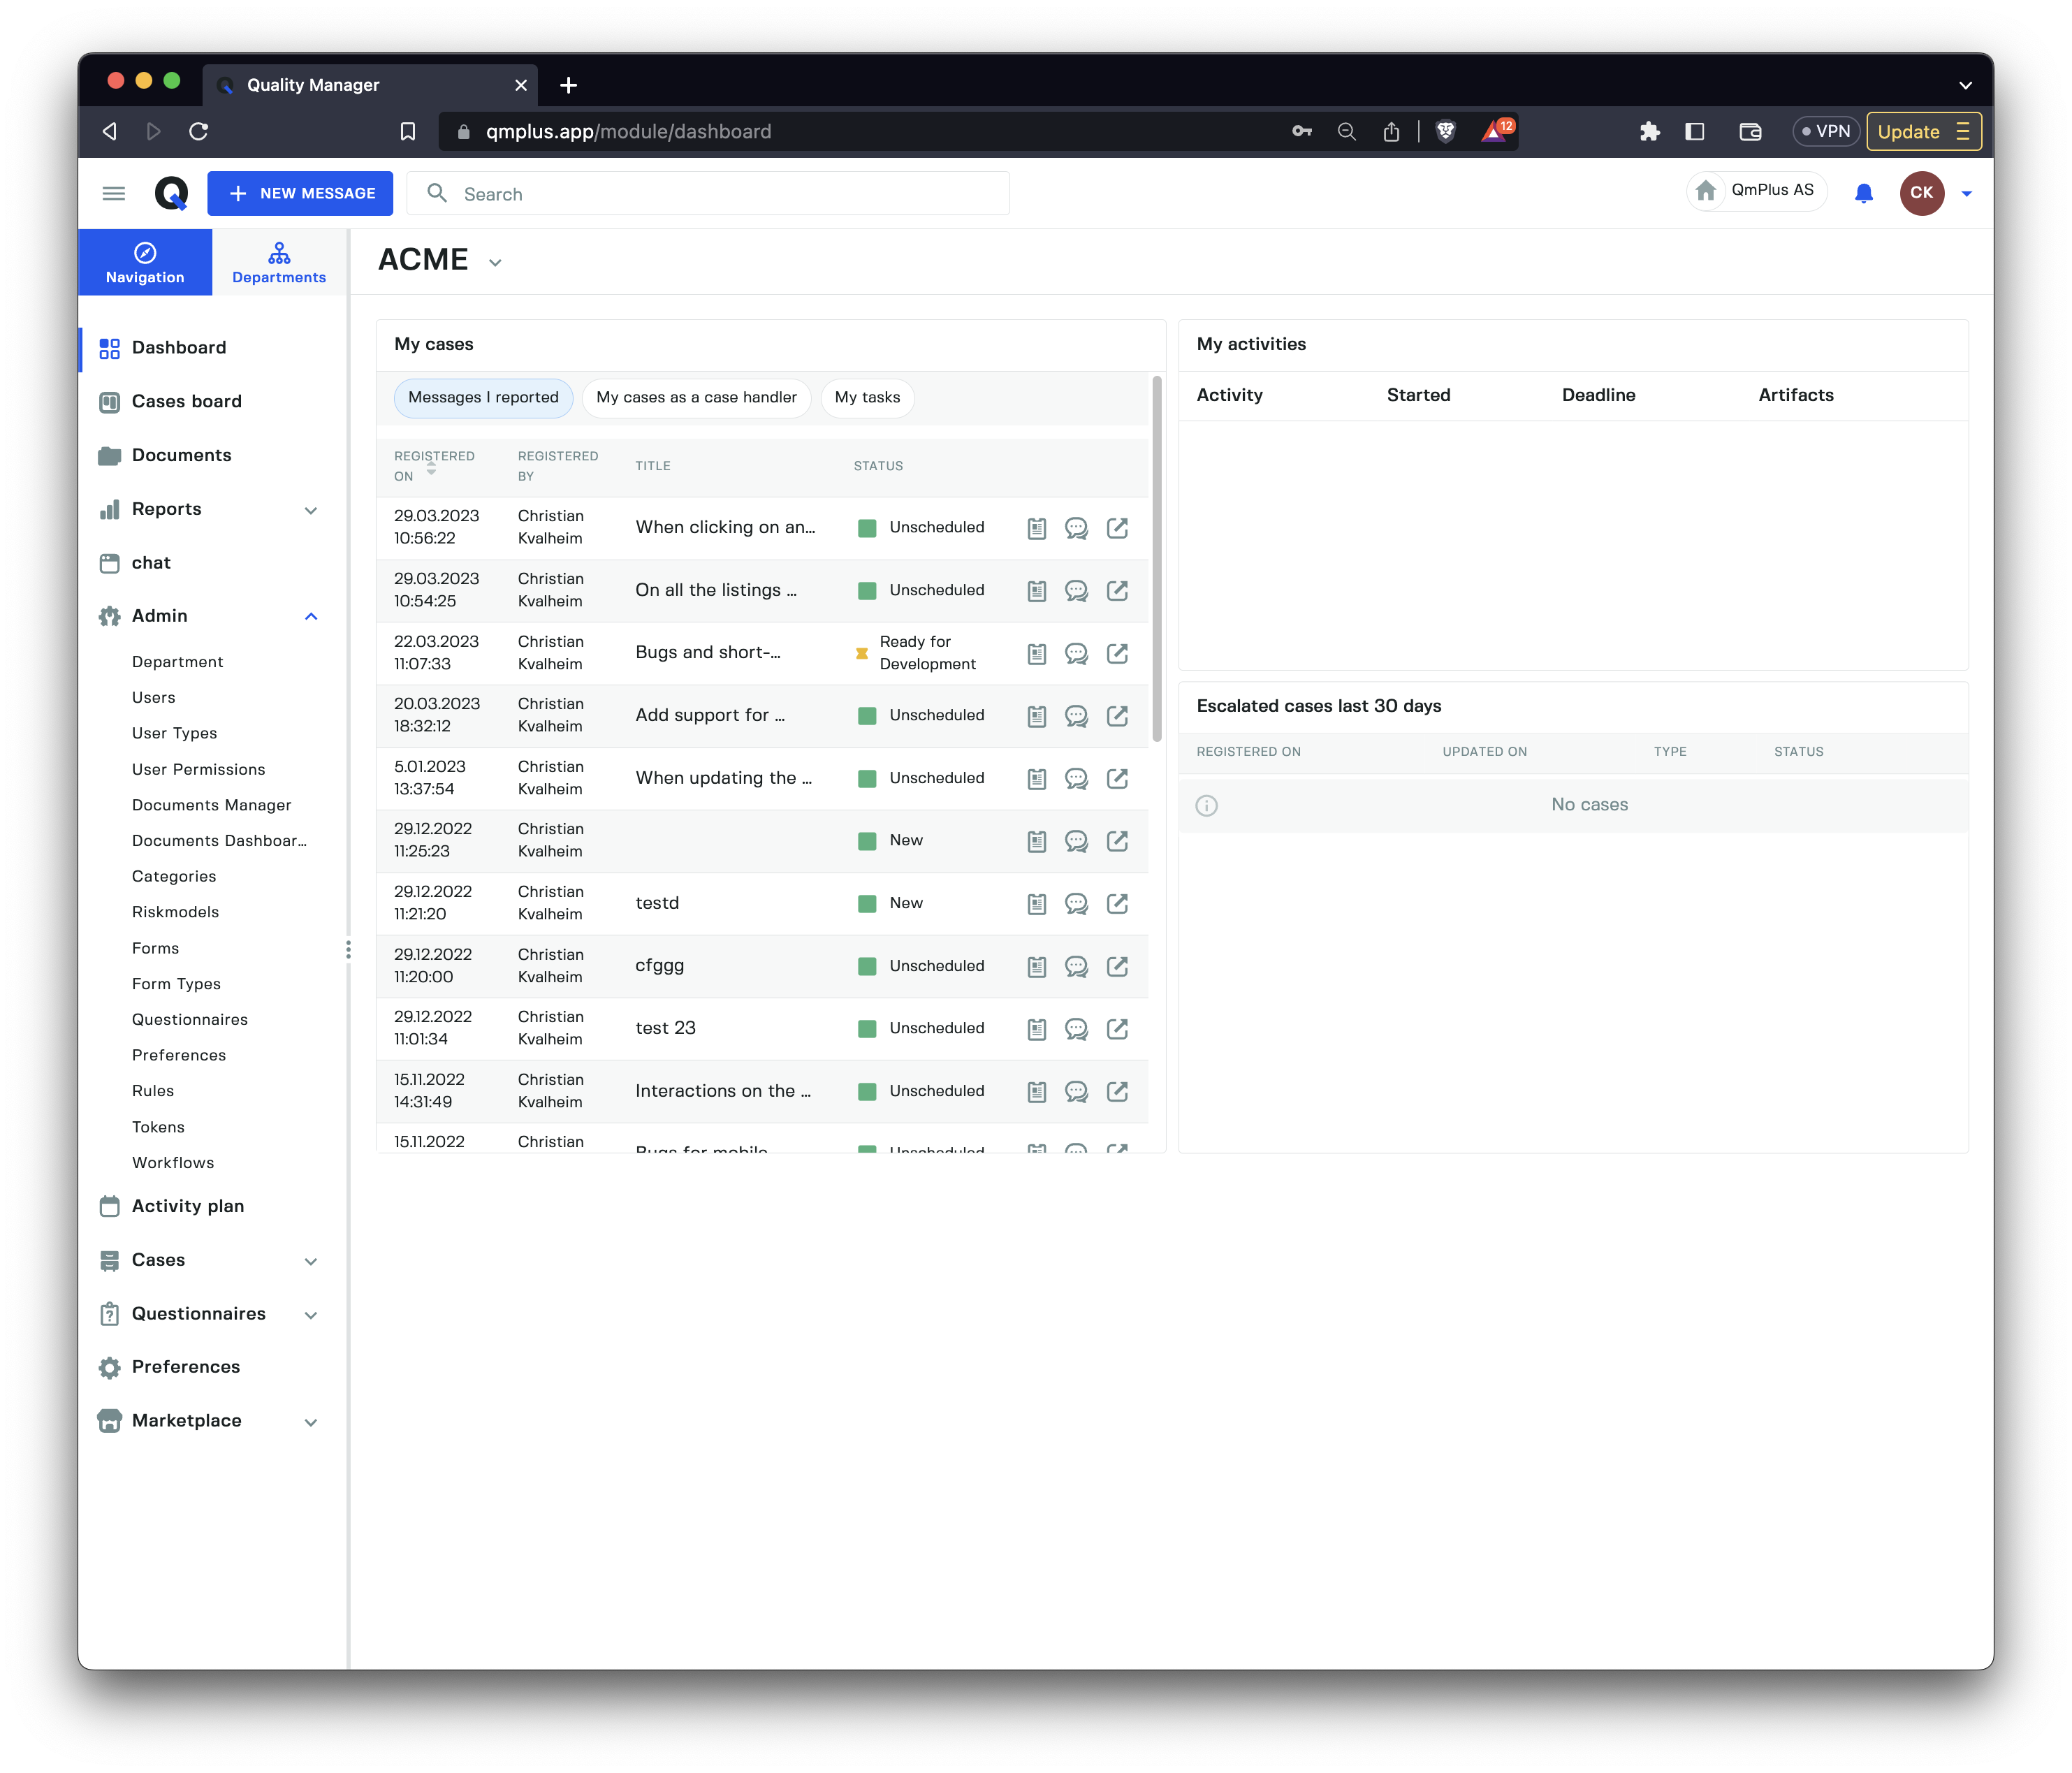 Quality Manager
qmplus.app/module/dashboard
12
VPN
Update
NEW MESSAGE
Search
QmPlus AS
CK
Navigation
Departments
ACME
Dashboard
Cases board
Documents
Reports
chat
Admin
Department
Users
User Types
User Permissions
Documents Manager
Documents Dashboar...
Categories
Riskmodels
Forms
Form Types
Questionnaires
Preferences
Rules
Tokens
Workflows
Activity plan
Cases
Questionnaires
Preferences
Marketplace
My cases
Messages I reported
My cases as a case handler
My tasks
REGISTERED ON
REGISTERED BY
TITLE
STATUS
29.03.2023 10:56:22
Christian Kvalheim
When clicking on an...
Unscheduled
29.03.2023 10:54:25
Christian Kvalheim
On all the listings ...
Unscheduled
22.03.2023 11:07:33
Christian Kvalheim
Bugs and short-...
Ready for Development
20.03.2023 18:32:12
Christian Kvalheim
Add support for ...
Unscheduled
5.01.2023 13:37:54
Christian Kvalheim
When updating the ...
Unscheduled
29.12.2022 11:25:23
Christian Kvalheim
New
29.12.2022 11:21:20
Christian Kvalheim
testd
New
29.12.2022 11:20:00
Christian Kvalheim
cfggg
Unscheduled
29.12.2022 11:01:34
Christian Kvalheim
test 23
Unscheduled
15.11.2022 14:31:49
Christian Kvalheim
Interactions on the ...
Unscheduled
15.11.2022
Christian
Bugs for mobile
Unscheduled
My activities
Activity
Started
Deadline
Artifacts
Escalated cases last 30 days
REGISTERED ON
UPDATED ON
TYPE
STATUS
No cases